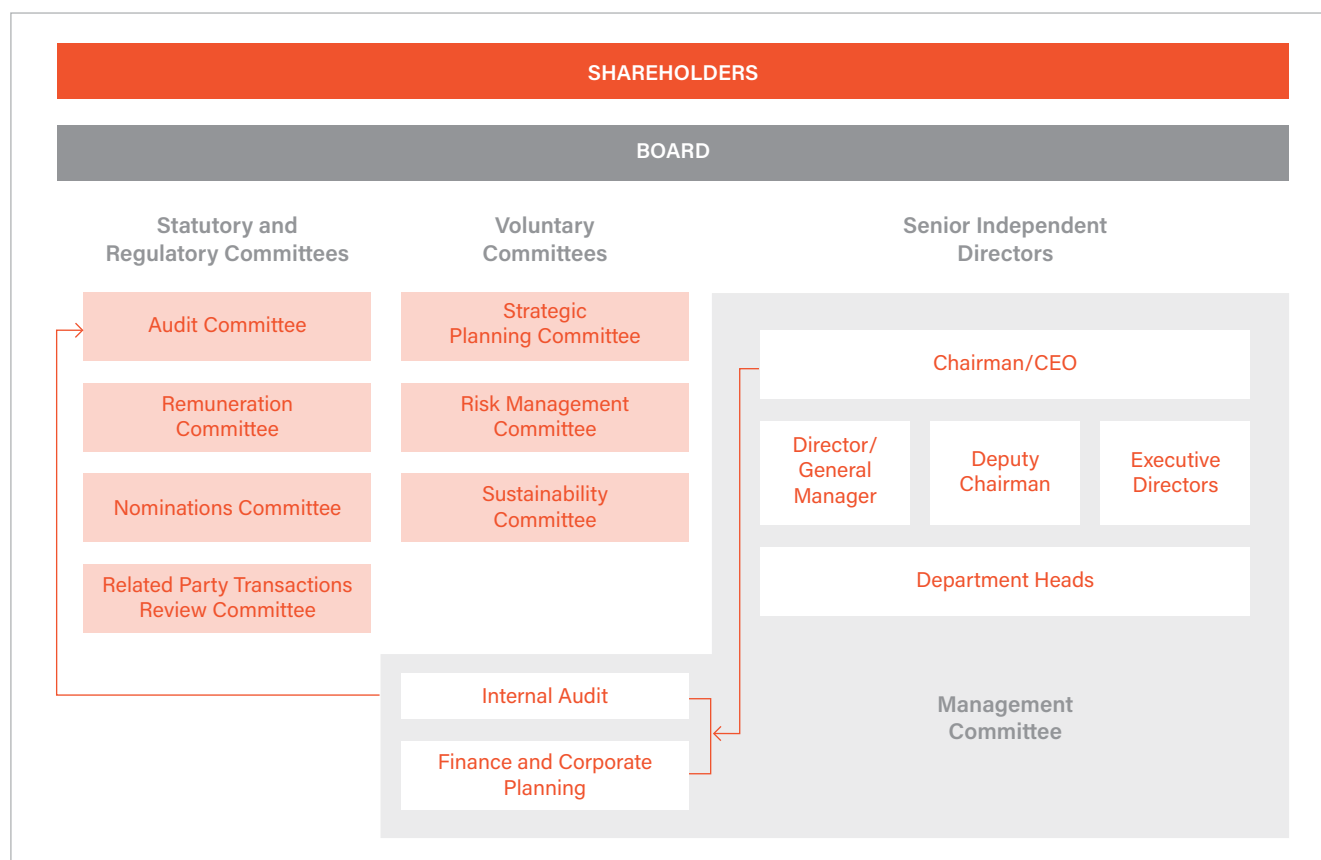 SHAREHOLDERS
BOARD
Statutory and
Regulatory Committees
Audit Committee
Remuneration
Committee
Nominations Committee
Related Party Transactions
Review Committee
Voluntary
Committees
Strategic
Planning Committee
Risk Management
Committee
Sustainability
Committee
Senior Independent
Directors
Chairman/CEO
Director/
General
Manager
Deputy
Chairman
Executive
Directors
Department Heads
Internal Audit
Finance and Corporate
Planning
Management
Committee